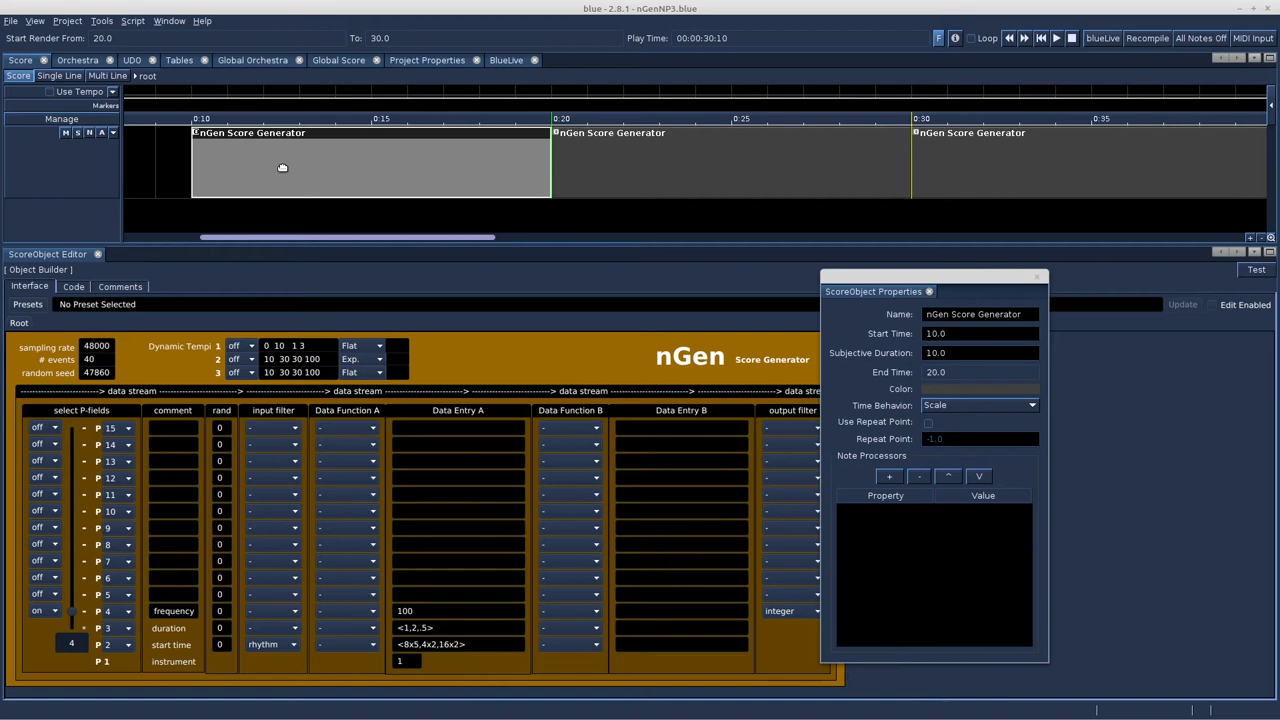 blue - 2.8.1 - nGenNP3.blue
File View Project Tools Script Window Help
Start Render From: 20.0 To: 30.0 Play Time: 00:00:30:10 F Loop blueLive Recompile All Notes Off MIDI Input
Score Orchestra UDO Tables Global Orchestra Global Score Project Properties BlueLive
Score Single Line Multi Line root
Use Tempo
Markers
Manage 0:10 0:15 0:20 0:25 0:30 0:35
M S N A nGen Score Generator nGen Score Generator nGen Score Generator
ScoreObject Editor
[ Object Builder ] Test
Interface Code Comments
Presets No Preset Selected Update Edit Enabled
Root
sampling rate 48000 Dynamic Tempi 1 off 0 10 1 3 Flat
# events 40 2 off 10 30 30 100 Exp.
random seed 47860 3 off 10 30 30 100 Flat
nGen Score Generator
---------------------> data stream ---------------------> data stream ---------------------> data stream ---------------------> data stre
select P-fields comment rand input filter Data Function A Data Entry A Data Function B Data Entry B output filter
off - P 15 0 - - - -
off - P 14 0 - - - -
off - P 13 0 - - - -
off - P 12 0 - - - -
off - P 11 0 - - - -
off - P 10 0 - - - -
off - P 9 0 - - - -
off - P 8 0 - - - -
off - P 7 0 - - - -
off - P 6 0 - - - -
off - P 5 0 - - - -
on - P 4 frequency 0 - - 100 - integer
* P 3 duration 0 - - <1,2,.5> - -
4 P 2 start time 0 rhythm - <8x5,4x2,16x2> - -
P 1 instrument 1
ScoreObject Properties
Name: nGen Score Generator
Start Time: 10.0
Subjective Duration: 10.0
End Time: 20.0
Color:
Time Behavior: Scale
Use Repeat Point:
Repeat Point: -1.0
Note Processors
+ - ^ V
Property Value